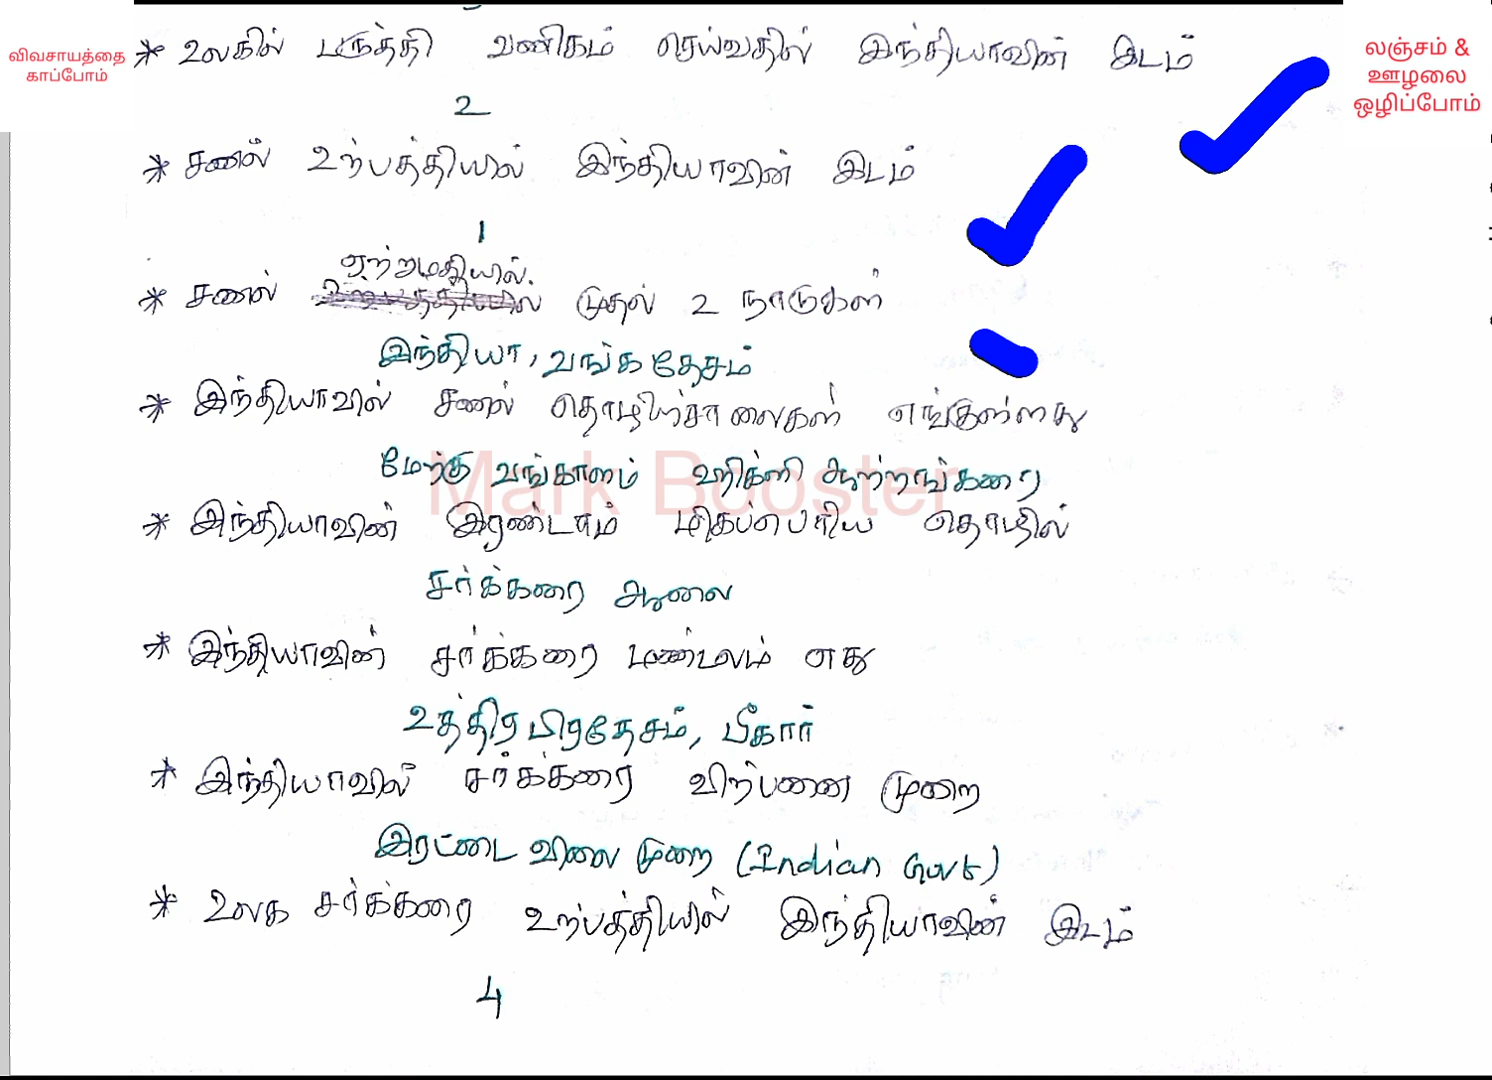 விவசாயத்தை
காப்போம்
லஞ்சம் &
ஊழலை
ஒழிப்போம்
* உலகில் பருத்தி வணிகம் செய்வதில் இந்தியாவின் இடம்
2
* சணல் உற்பத்தியில் இந்தியாவின் இடம்
1
ஏற்றுமதியில்
* சணல் உற்பத்தியில் முதல் 2 நாடுகள்
இந்தியா, வங்கதேசம்
* இந்தியாவில் சணல் தொழிற்சாலைகள் எங்குள்ளது
மேற்கு வங்காளம் ஹுக்ளி ஆற்றங்கரை
Mark Booster
* இந்தியாவின் இரண்டாம் மிகப்பெரிய தொழில்
சர்க்கரை ஆலை
* இந்தியாவின் சர்க்கரை மண்டலம் எது
உத்திர பிரதேசம், பீகார்
* இந்தியாவில் சர்க்கரை விற்பனை முறை
இரட்டை விலை முறை (Indian Govt)
* உலக சர்க்கரை உற்பத்தியில் இந்தியாவின் இடம்
4